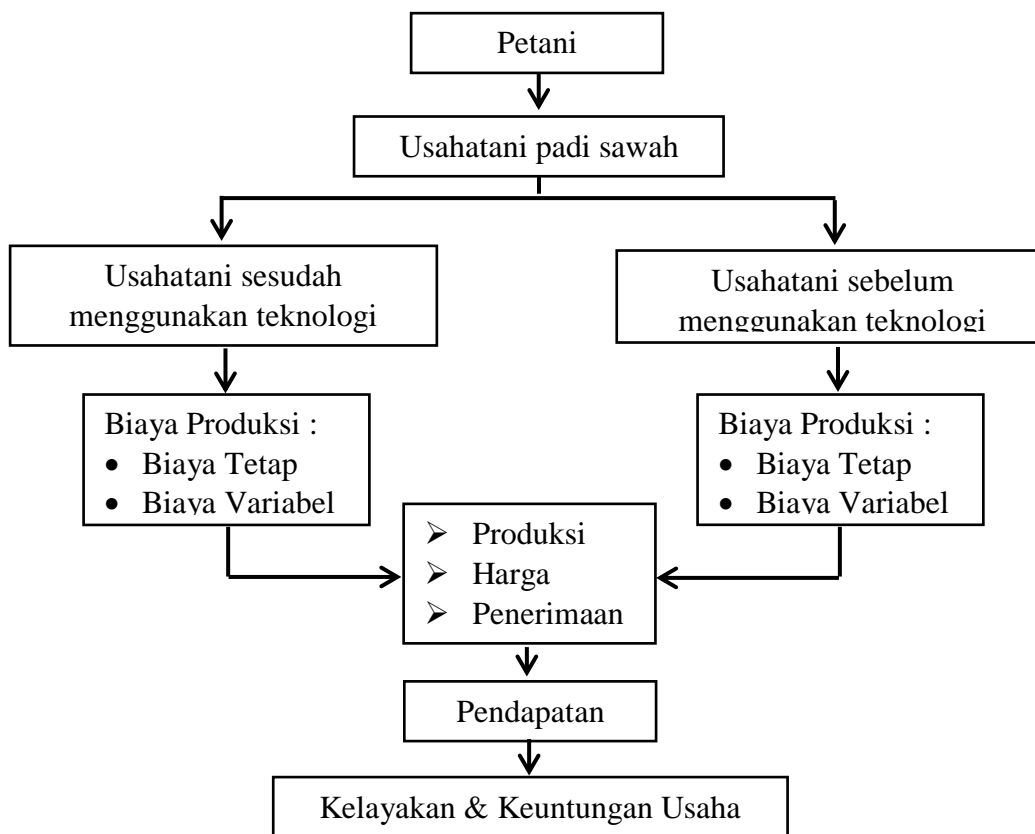 Petani
Usahatani padi sawah
Usahatani sesudah
menggunakan teknologi
Usahatani sebelum
menggunakan teknologi
Biaya Produksi :
• Biaya Tetap
• Biaya Variabel
Biaya Produksi :
• Biaya Tetap
• Biaya Variabel
➢ Produksi
➢ Harga
➢ Penerimaan
Pendapatan
Kelayakan & Keuntungan Usaha